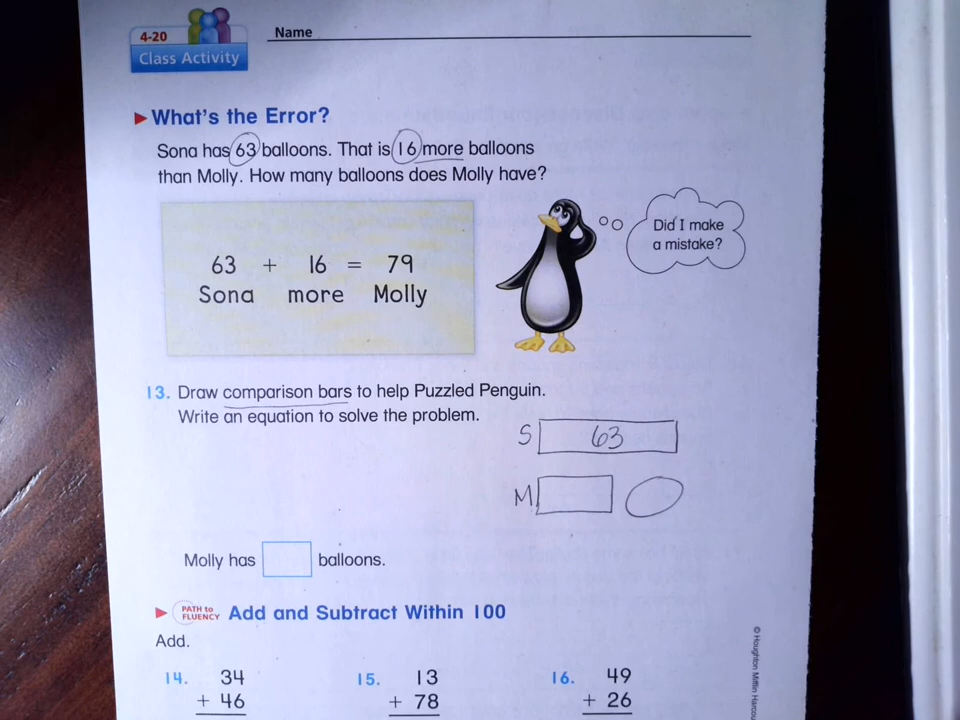 4-20
Class Activity
Name
What's the Error?
Sona has 63 balloons. That is 16 more balloons
than Molly. How many balloons does Molly have?
63 + 16 = 79
Sona more Molly
Did I make
a mistake?
13. Draw comparison bars to help Puzzled Penguin.
Write an equation to solve the problem.
S 63
M
Molly has balloons.
PATH to
FLUENCY
Add and Subtract Within 100
Add.
14. 34
+ 46
15. 13
+ 78
16. 49
+ 26
© Houghton Mifflin Harcou